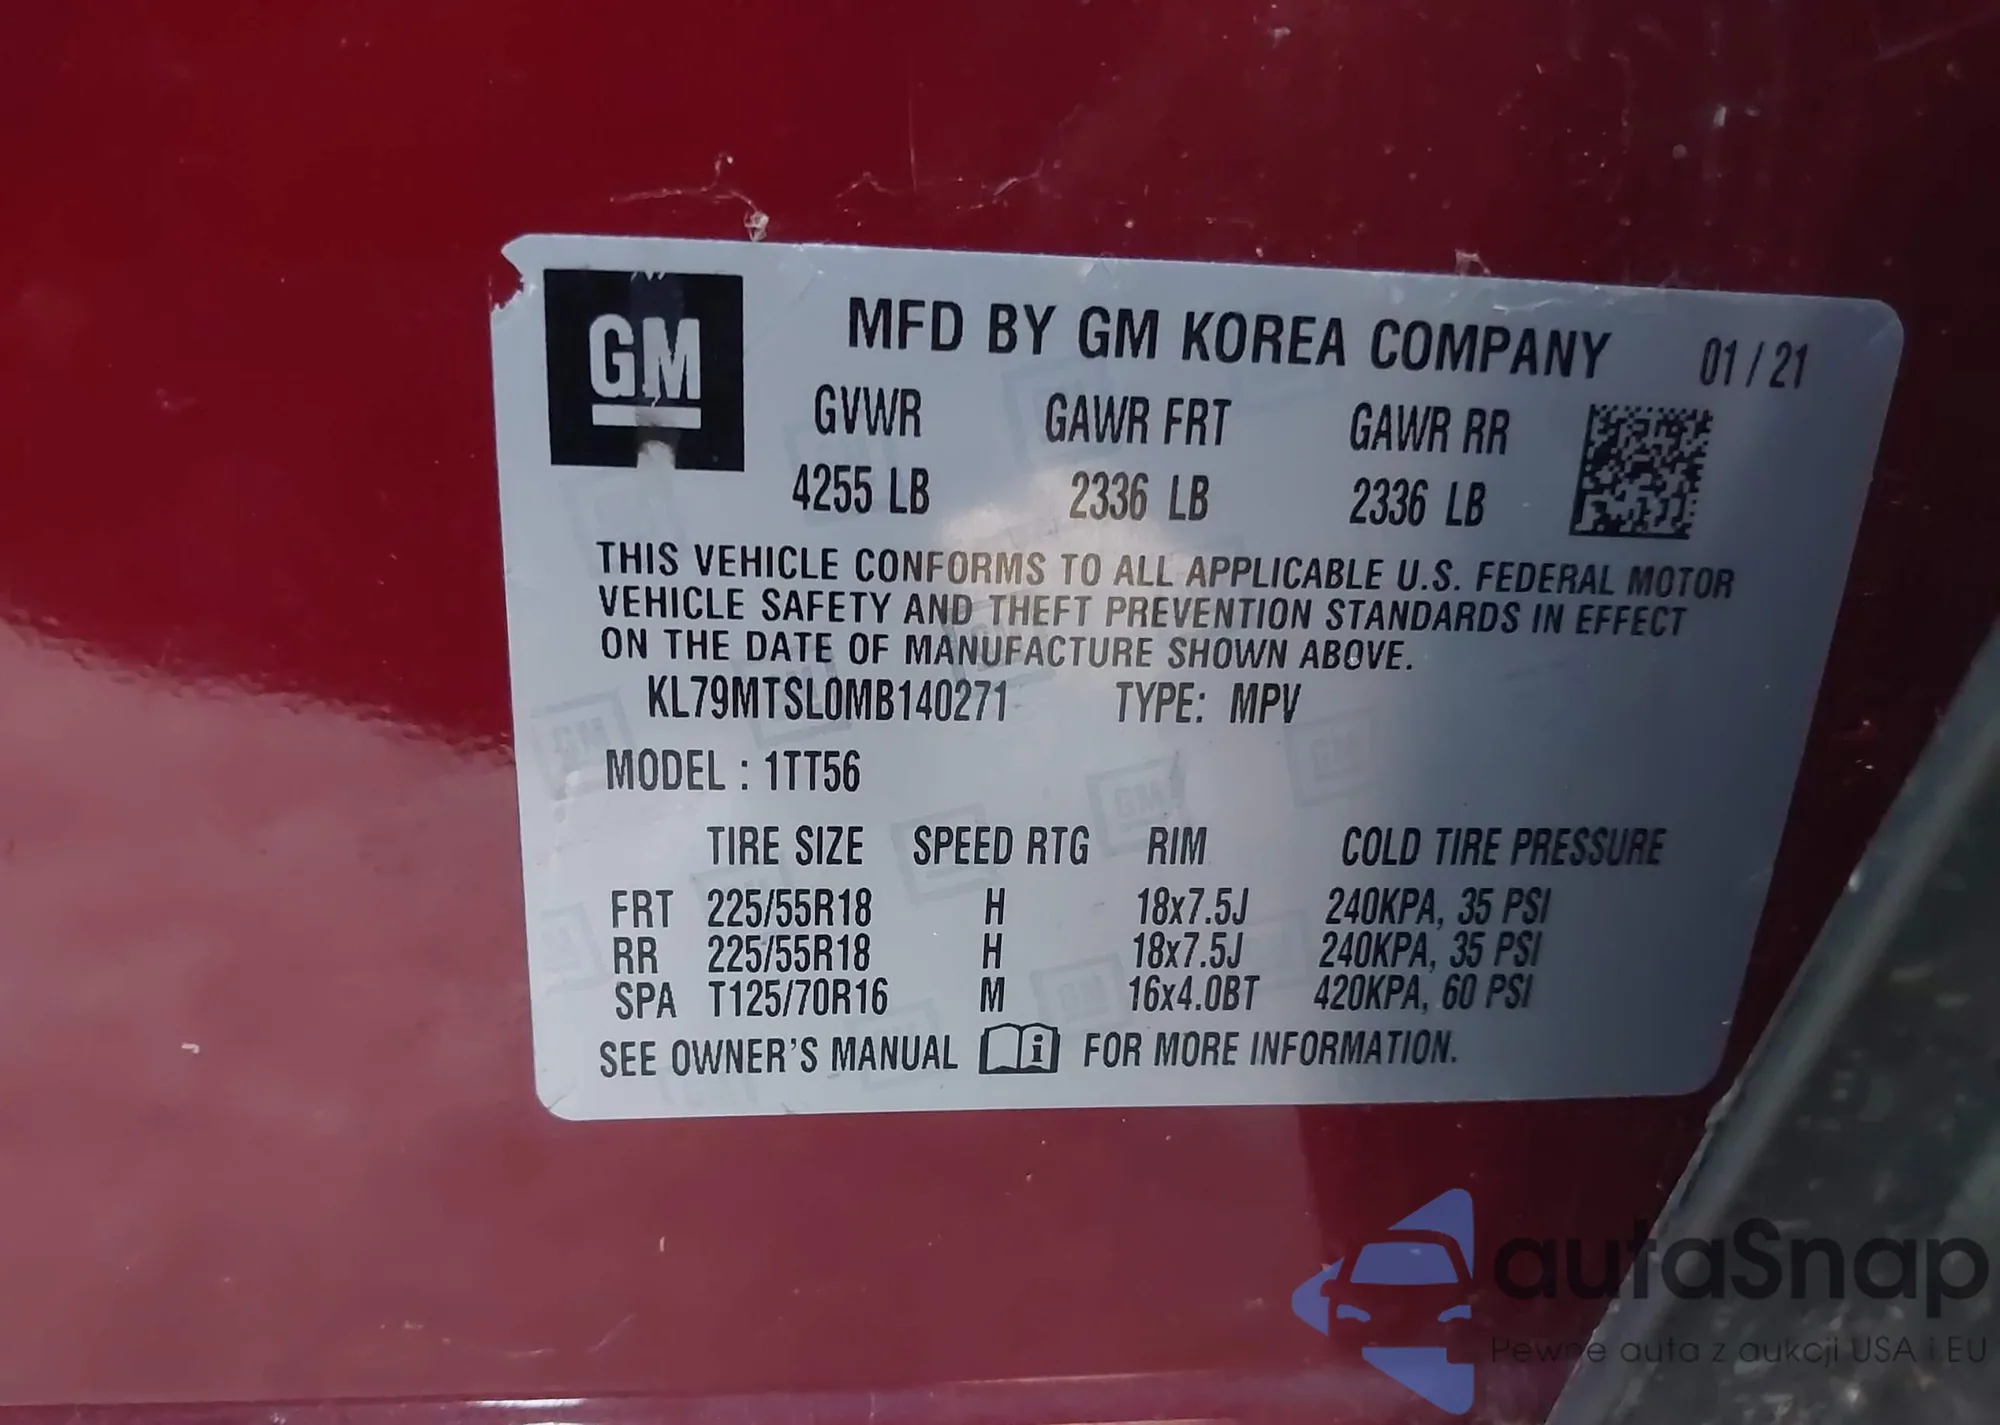 GM
MFD BY GM KOREA COMPANY 01/21
GVWR GAWR FRT GAWR RR
4255 LB 2336 LB 2336 LB
THIS VEHICLE CONFORMS TO ALL APPLICABLE U.S. FEDERAL MOTOR
VEHICLE SAFETY AND THEFT PREVENTION STANDARDS IN EFFECT
ON THE DATE OF MANUFACTURE SHOWN ABOVE.
KL79MTSL0MB140271 TYPE: MPV
MODEL : 1TT56
TIRE SIZE SPEED RTG RIM COLD TIRE PRESSURE
FRT 225/55R18 H 18x7.5J 240KPA, 35 PSI
RR 225/55R18 H 18x7.5J 240KPA, 35 PSI
SPA T125/70R16 M 16x4.0BT 420KPA, 60 PSI
SEE OWNER'S MANUAL i FOR MORE INFORMATION.
autaSnap
Pewne auta z aukcji USA i EU